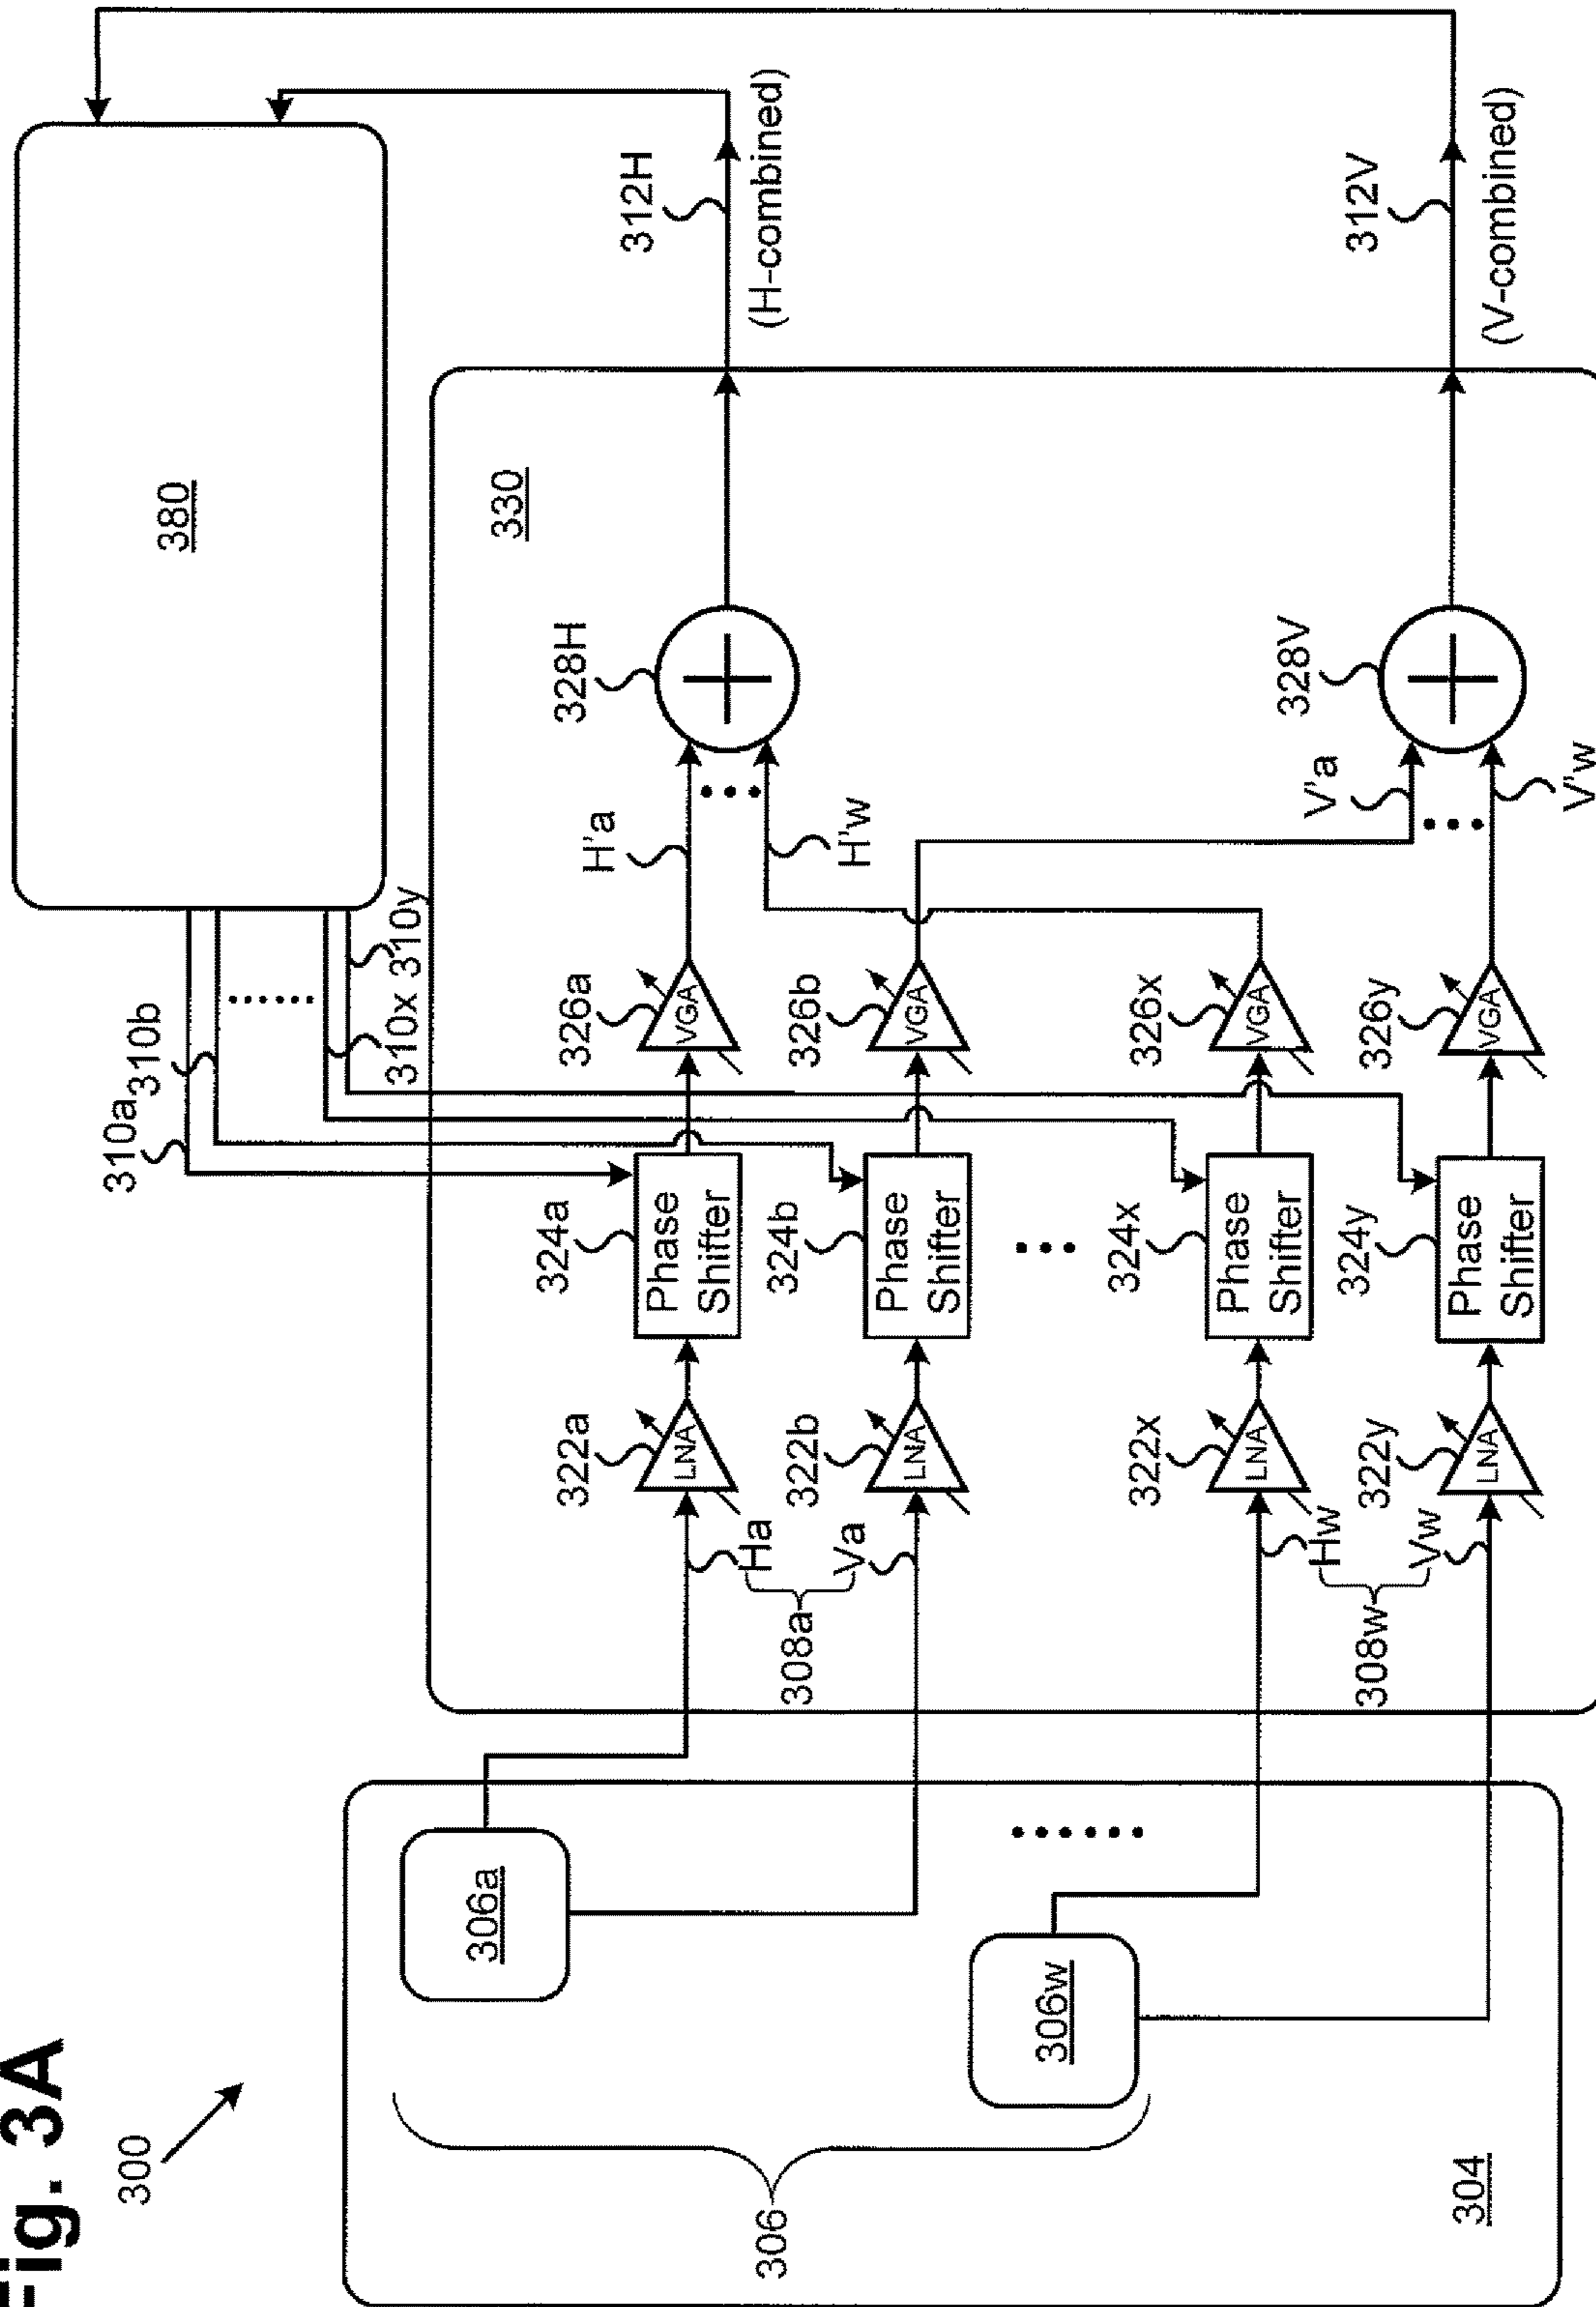 Fig. 3A
300
380
310a
310b
310x
310y
330
304
306
306a
306w
308a
Ha
Va
308w
Hw
Vw
322a
LNA
324a
Phase
Shifter
326a
VGA
H'a
322b
LNA
324b
Phase
Shifter
326b
VGA
H'w
322x
LNA
324x
Phase
Shifter
326x
VGA
V'a
322y
LNA
324y
Phase
Shifter
326y
VGA
V'w
328H
328V
312H
(H-combined)
312V
(V-combined)